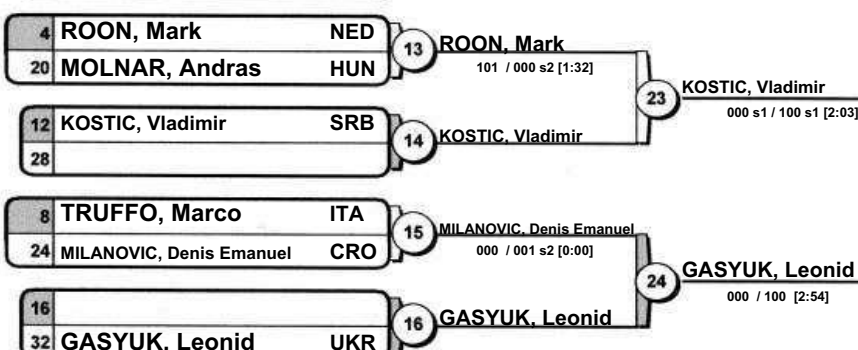 4 ROON, Mark NED
20 MOLNAR, Andras HUN
13 ROON, Mark
101 / 000 s2 [1:32]
12 KOSTIC, Vladimir SRB
28
14 KOSTIC, Vladimir
23 KOSTIC, Vladimir
000 s1 / 100 s1 [2:03]
8 TRUFFO, Marco ITA
24 MILANOVIC, Denis Emanuel CRO
15 MILANOVIC, Denis Emanuel
000 / 001 s2 [0:00]
16
32 GASYUK, Leonid UKR
16 GASYUK, Leonid
24 GASYUK, Leonid
000 / 100 [2:54]